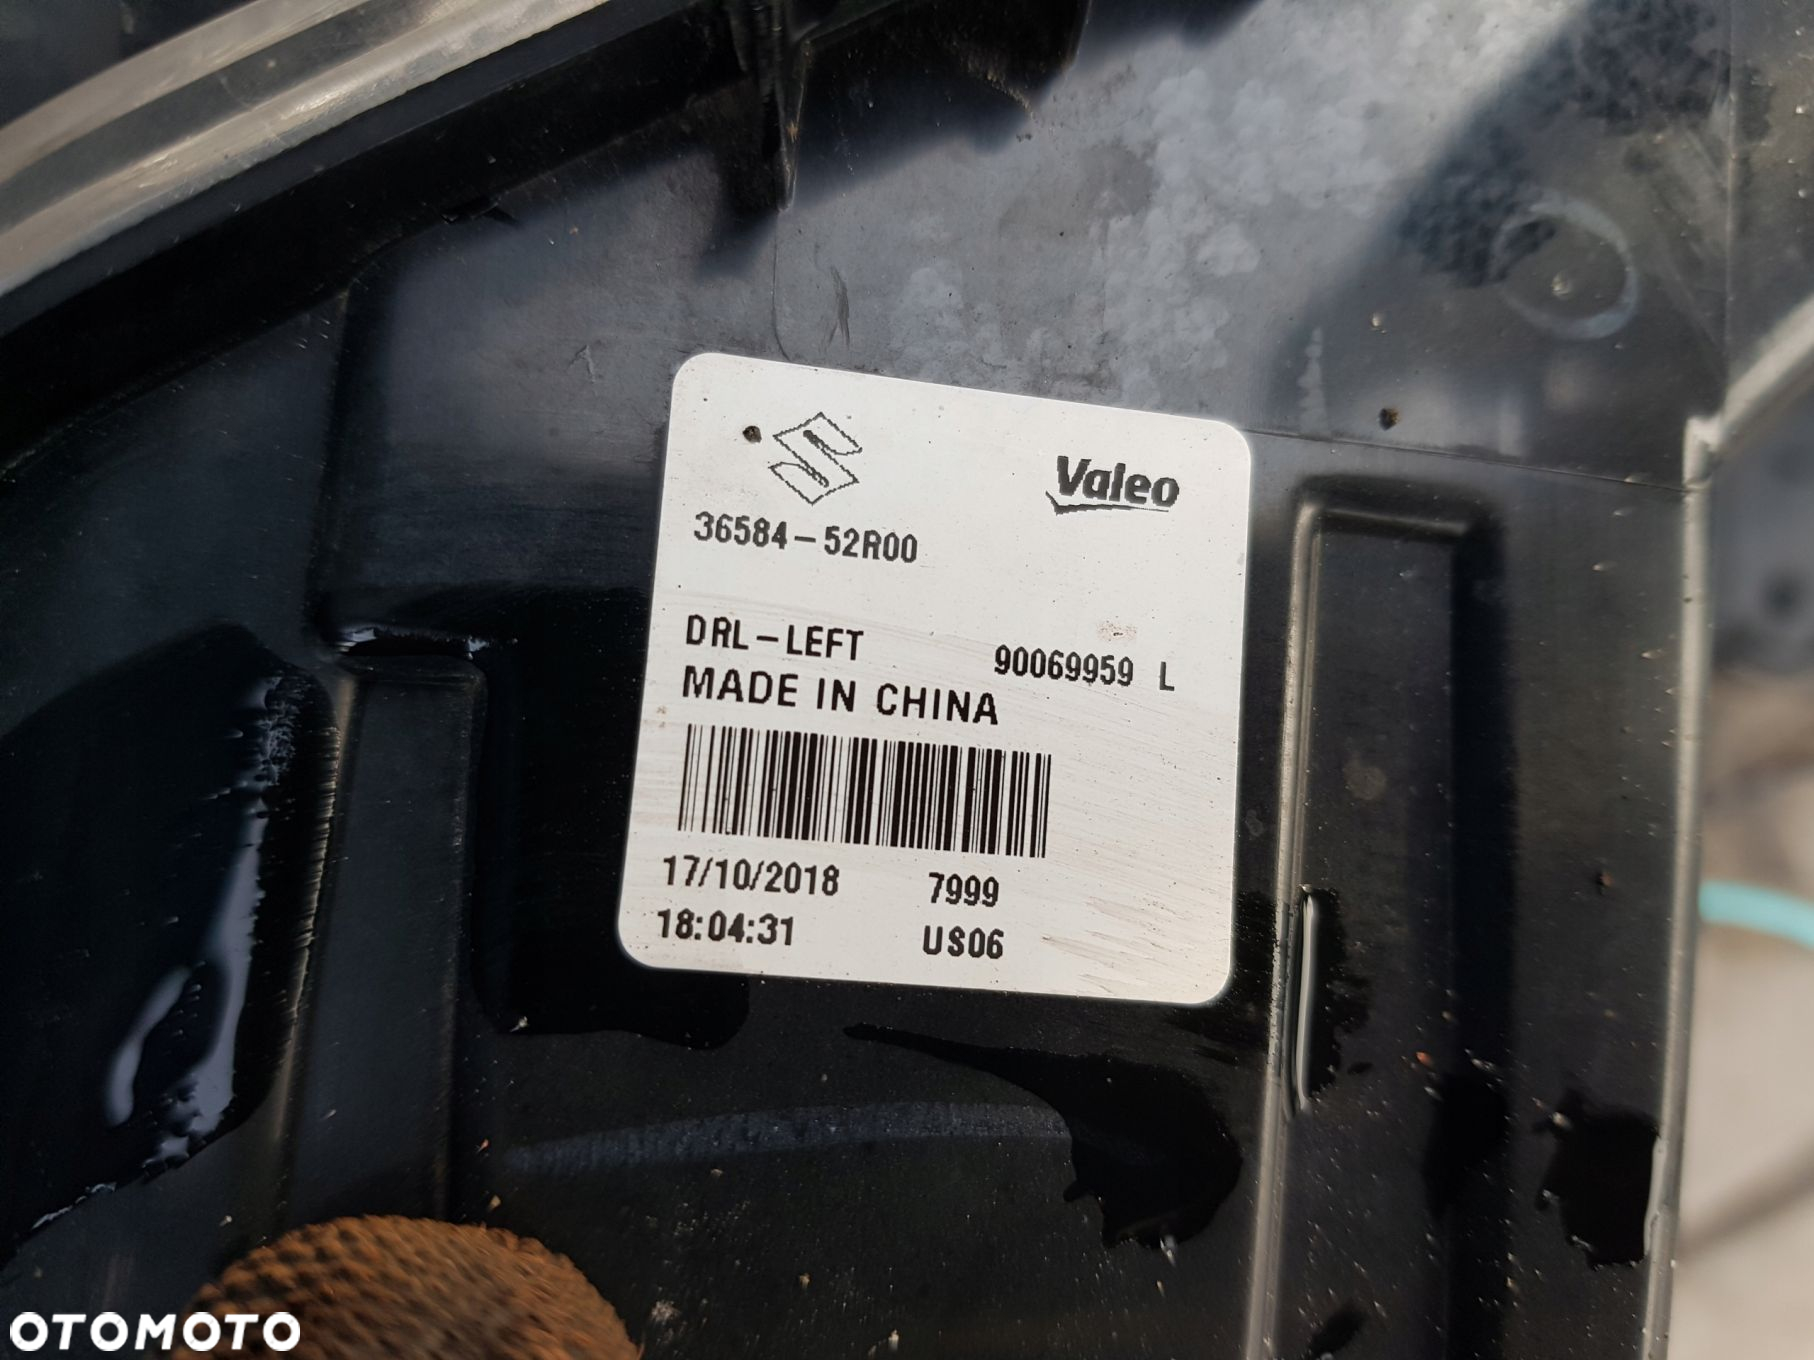 Valeo
36584-52R00
DRL-LEFT 90069959 L
MADE IN CHINA
17/10/2018 7999
18:04:31 US06
OTOMOTO